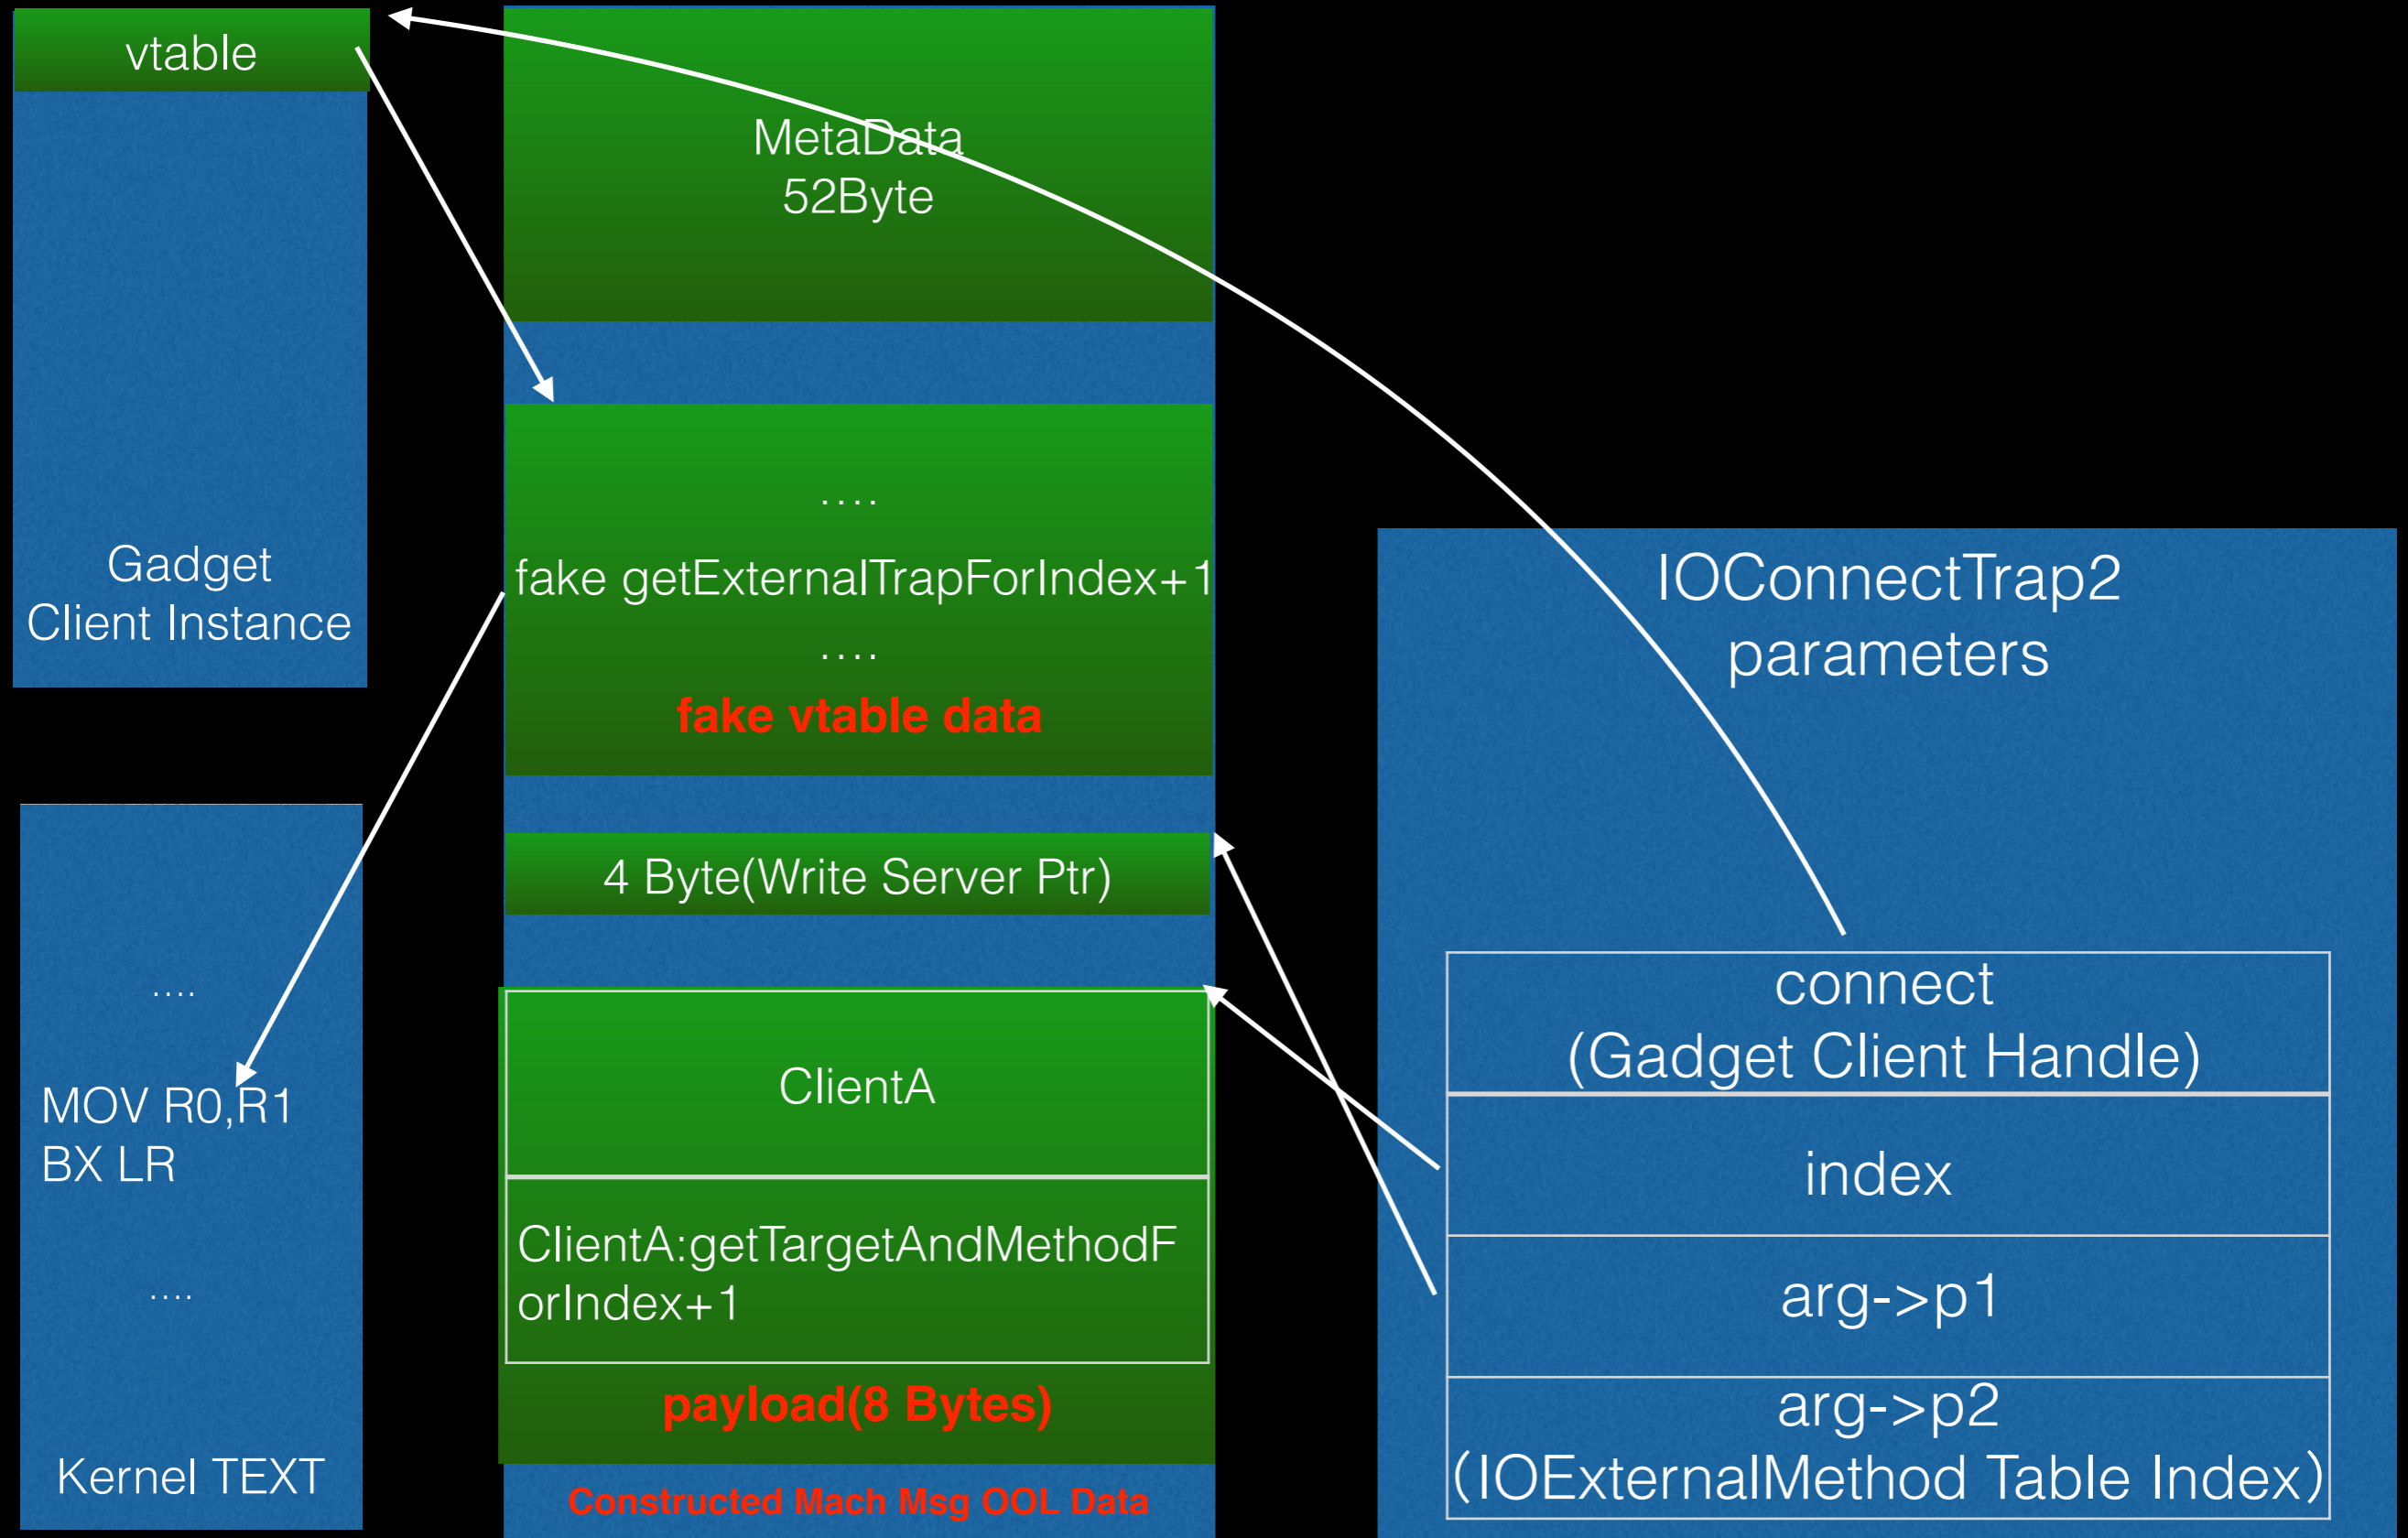 vtable
Gadget
Client Instance
....
MOV R0,R1
BX LR
....
Kernel TEXT
MetaData
52Byte
....
fake getExternalTrapForIndex+1
....
fake vtable data
4 Byte(Write Server Ptr)
ClientA
ClientA:getTargetAndMethodF
orIndex+1
payload(8 Bytes)
Constructed Mach Msg OOL Data
IOConnectTrap2
parameters
connect
(Gadget Client Handle)
index
arg->p1
arg->p2
(IOExternalMethod Table Index)